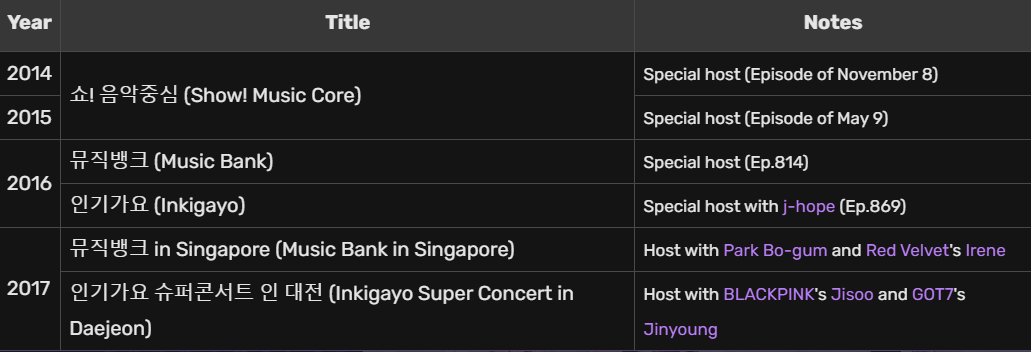 Year Title Notes
2014 쇼! 음악중심 (Show! Music Core) Special host (Episode of November 8)
2015 Special host (Episode of May 9)
2016 뮤직뱅크 (Music Bank) Special host (Ep.814)
인기가요 (Inkigayo) Special host with j-hope (Ep.869)
2017 뮤직뱅크 in Singapore (Music Bank in Singapore) Host with Park Bo-gum and Red Velvet's Irene
인기가요 슈퍼콘서트 인 대전 (Inkigayo Super Concert in
Daejeon)
Host with BLACKPINK's Jisoo and GOT7's
Jinyoung